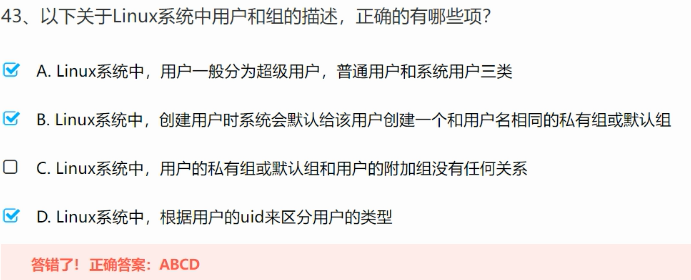 43、以下关于Linux系统中用户和组的描述，正确的有哪些项？
A. Linux系统中，用户一般分为超级用户，普通用户和系统用户三类
B. Linux系统中，创建用户时系统会默认给该用户创建一个和用户名相同的私有组或默认组
C. Linux系统中，用户的私有组或默认组和用户的附加组没有任何关系
D. Linux系统中，根据用户的uid来区分用户的类型
答错了！正确答案：ABCD